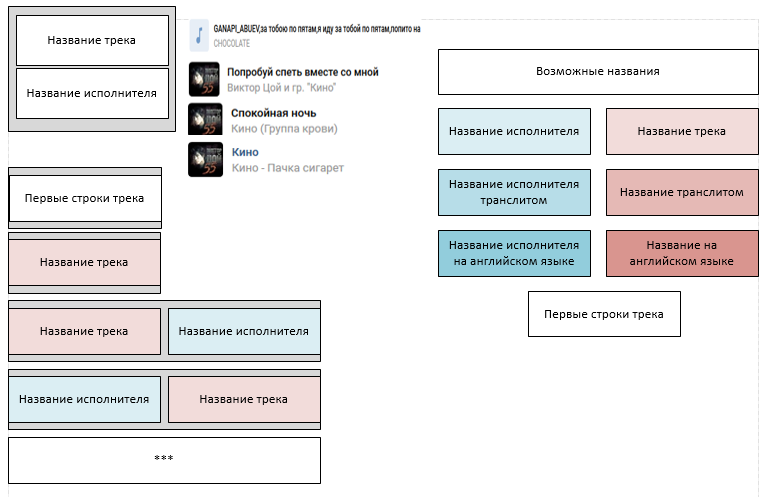 Название трека
Название исполнителя
GANAPI_ABUEV,за тобою по пятам,я иду за тобой по пятам,попито на
CHOCOLATE
Попробуй спеть вместе со мной
Виктор Цой и гр. "Кино"
Спокойная ночь
Кино (Группа крови)
Кино
Кино - Пачка сигарет
Первые строки трека
Название трека
Название трека
Название исполнителя
Название исполнителя
Название трека
***
Возможные названия
Название исполнителя
Название трека
Название исполнителя
транслитом
Название транслитом
Название исполнителя
на английском языке
Название на
английском языке
Первые строки трека